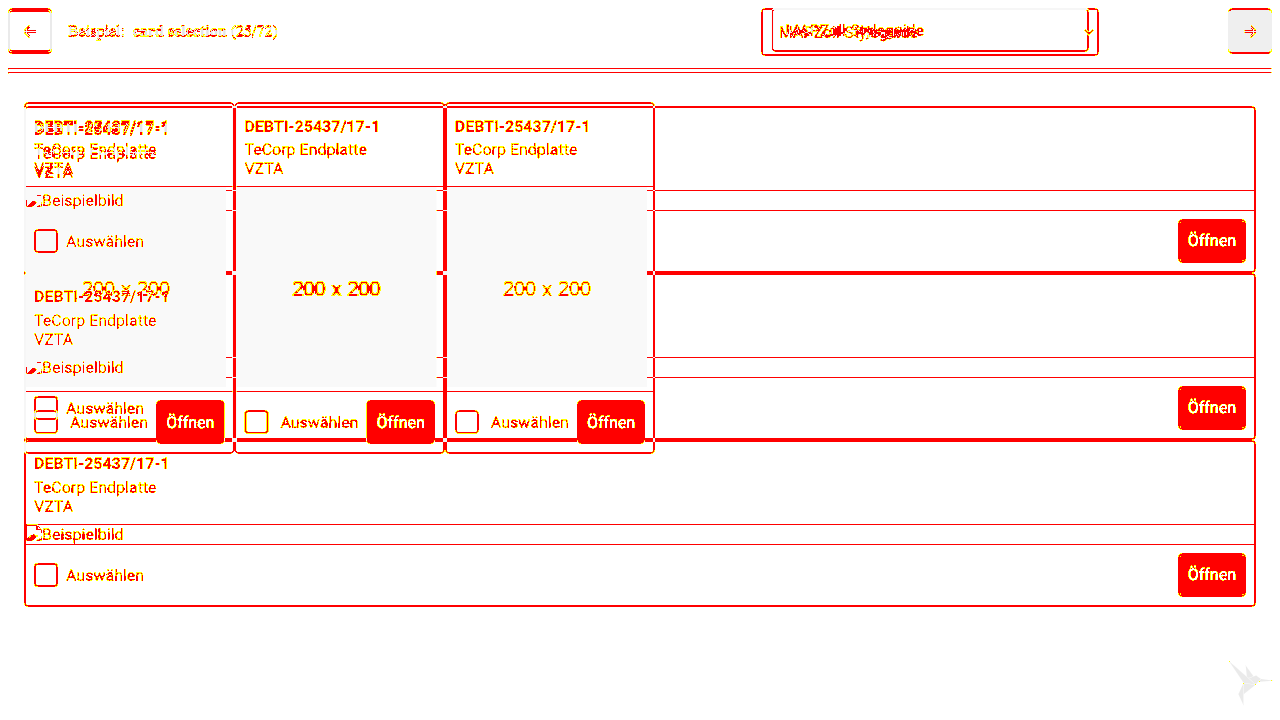 Beispiel: card selection (25/72)
DEBTI-25437/17-1
TeCorp Endplatte
VZTA
DEBTI-25437/17-1
TeCorp Endplatte
VZTA
DEBTI-25437/17-1
TeCorp Endplatte
VZTA
Beispielbild
Auswählen
Öffnen
200 x 200
200 x 200
200 x 200
DEBTI-25437/17-1
TeCorp Endplatte
VZTA
Beispielbild
Auswählen
Öffnen
Auswählen
Öffnen
Auswählen
Öffnen
Auswählen
Öffnen
DEBTI-25437/17-1
TeCorp Endplatte
VZTA
Beispielbild
Auswählen
Öffnen